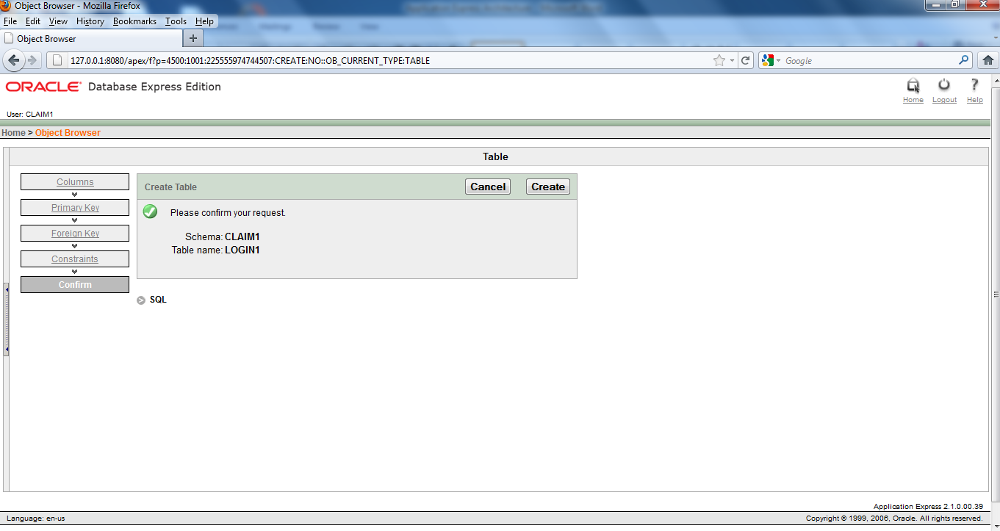 Object Browser - Mozilla Firefox
File Edit View History Bookmarks Tools Help
Object Browser
127.0.0.1:8080/apex/f?p=4500:1001:225555974744507:CREATE:NO::OB_CURRENT_TYPE:TABLE
Google
ORACLE Database Express Edition
Home Logout Help
User: CLAIM1
Home > Object Browser
Table
Columns
Primary Key
Foreign Key
Constraints
Confirm
Create Table
Cancel Create
Please confirm your request.
Schema: CLAIM1
Table name: LOGIN1
SQL
Application Express 2.1.0.00.39
Language: en-us
Copyright © 1999, 2006, Oracle. All rights reserved.